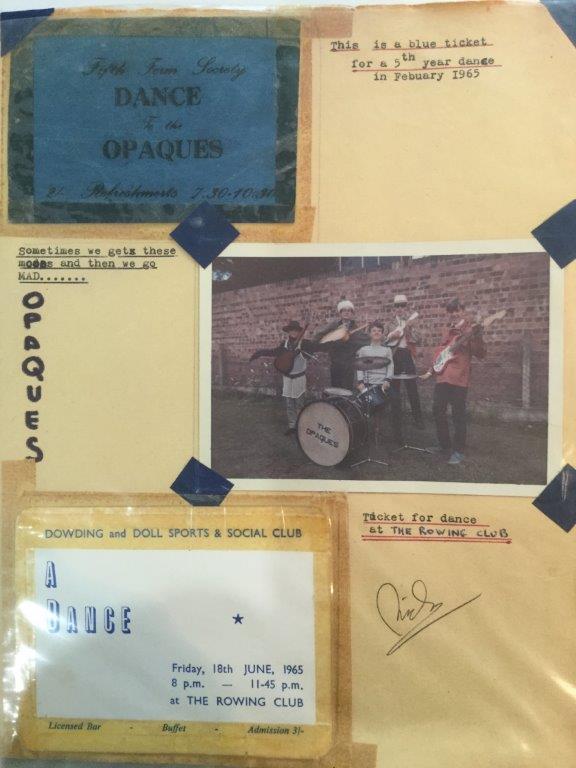 Fifth Form Society
DANCE
To the
OPAQUES
2/- Refreshments 7.30-10.30
This is a blue ticket
for a 5th year dance
in Febuary 1965
Sometimes we gets these
and then we go
MAD.......
OPAQUES
THE
OPAQUES
DOWDING and DOLL SPORTS & SOCIAL CLUB
A
DANCE
Friday, 18th JUNE, 1965
8 p.m. — 11-45 p.m.
at THE ROWING CLUB
Licensed Bar - Buffet - Admission 3/-
Ticket for dance
at THE ROWING CLUB